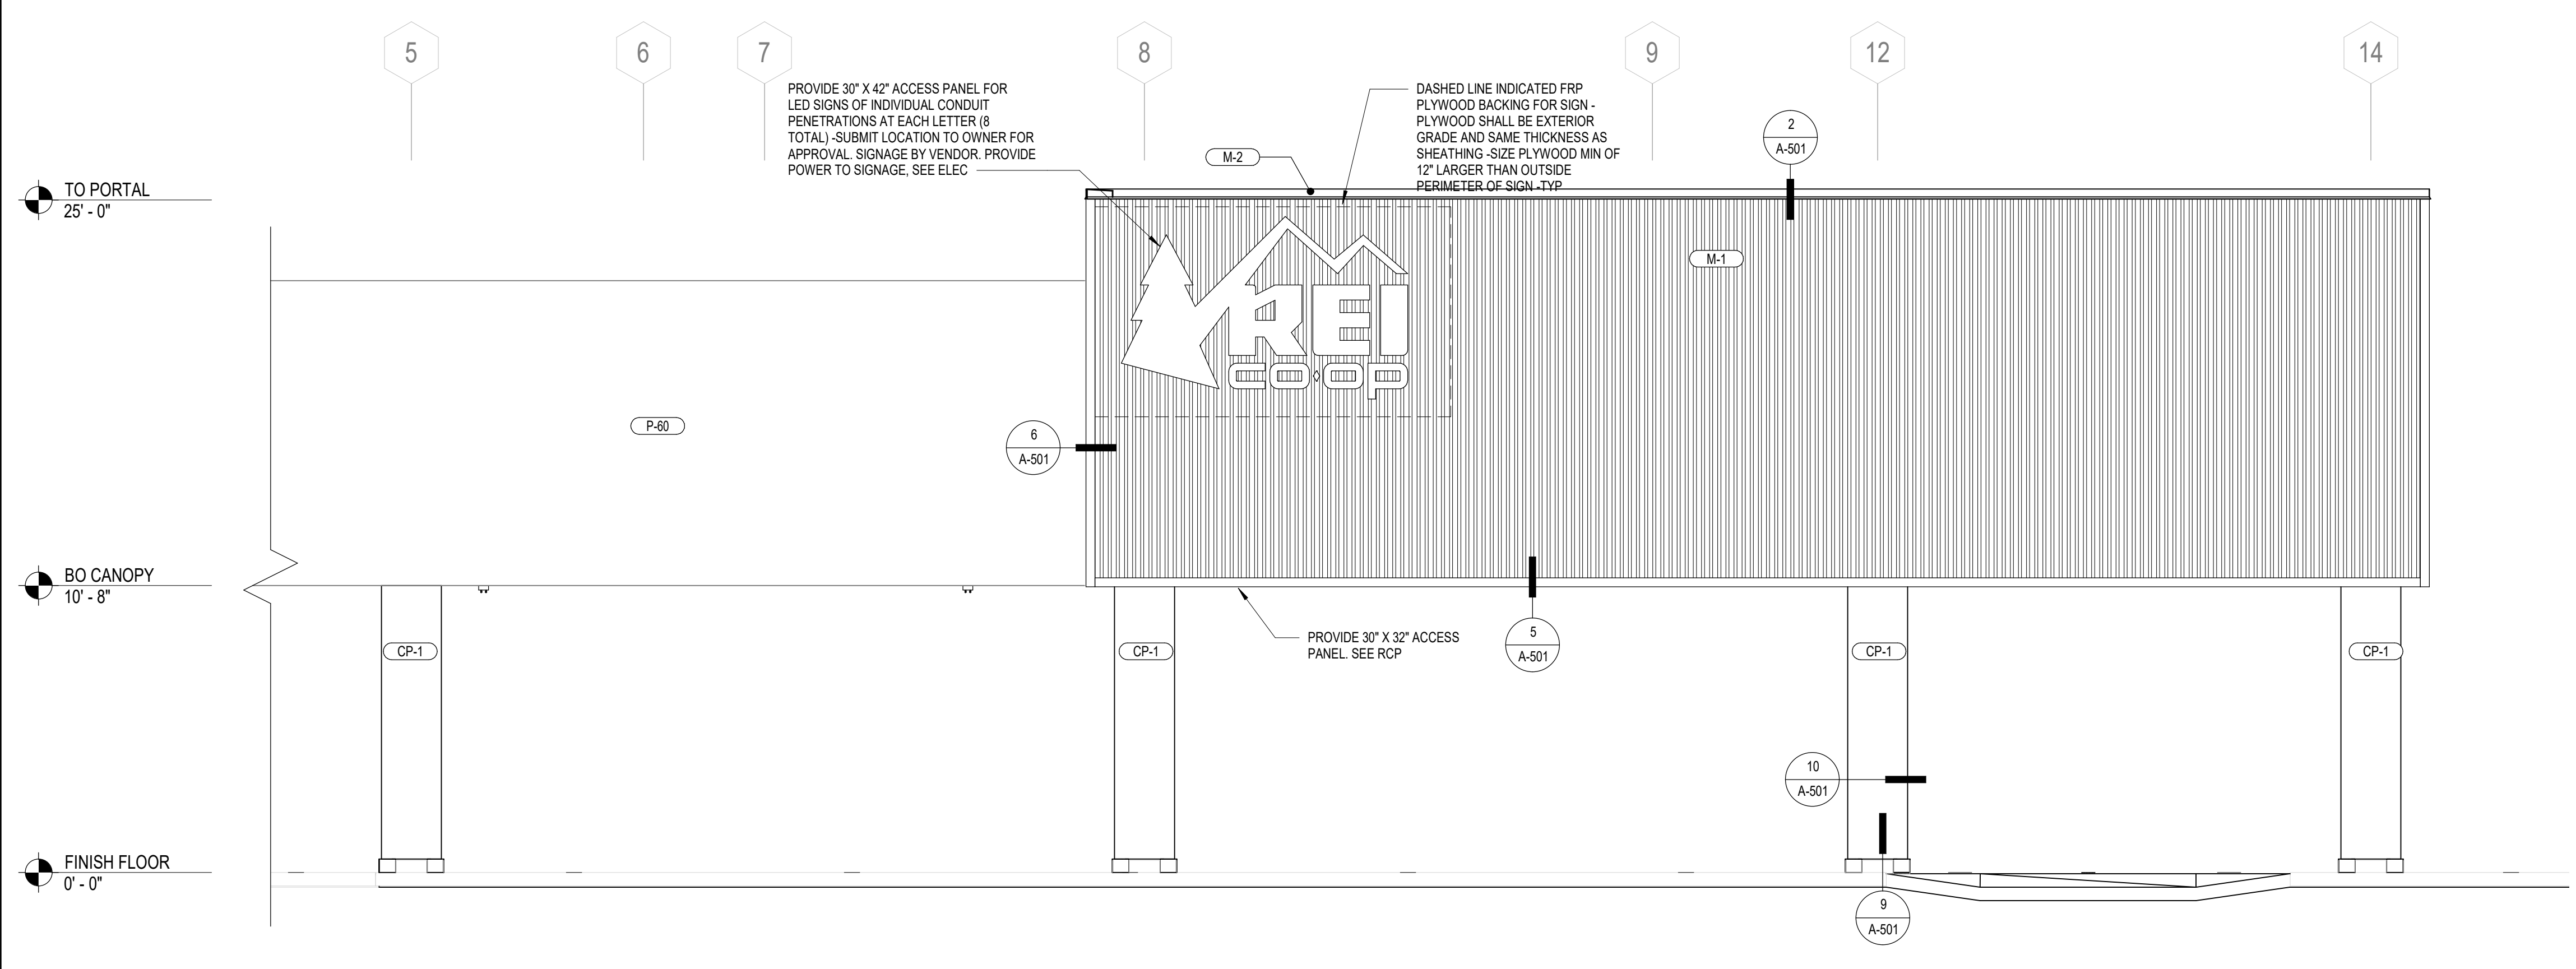 5
6
7
8
9
12
14
PROVIDE 30" X 42" ACCESS PANEL FOR
LED SIGNS OF INDIVIDUAL CONDUIT
PENETRATIONS AT EACH LETTER (8
TOTAL) -SUBMIT LOCATION TO OWNER FOR
APPROVAL. SIGNAGE BY VENDOR. PROVIDE
POWER TO SIGNAGE, SEE ELEC
DASHED LINE INDICATED FRP
PLYWOOD BACKING FOR SIGN -
PLYWOOD SHALL BE EXTERIOR
GRADE AND SAME THICKNESS AS
SHEATHING -SIZE PLYWOOD MIN OF
12" LARGER THAN OUTSIDE
PERIMETER OF SIGN -TYP
2
A-501
M-2
TO PORTAL
25' - 0"
M-1
REI
CO·OP
P-60
6
A-501
BO CANOPY
10' - 8"
PROVIDE 30" X 32" ACCESS
PANEL. SEE RCP
5
A-501
CP-1
CP-1
CP-1
CP-1
10
A-501
FINISH FLOOR
0' - 0"
9
A-501